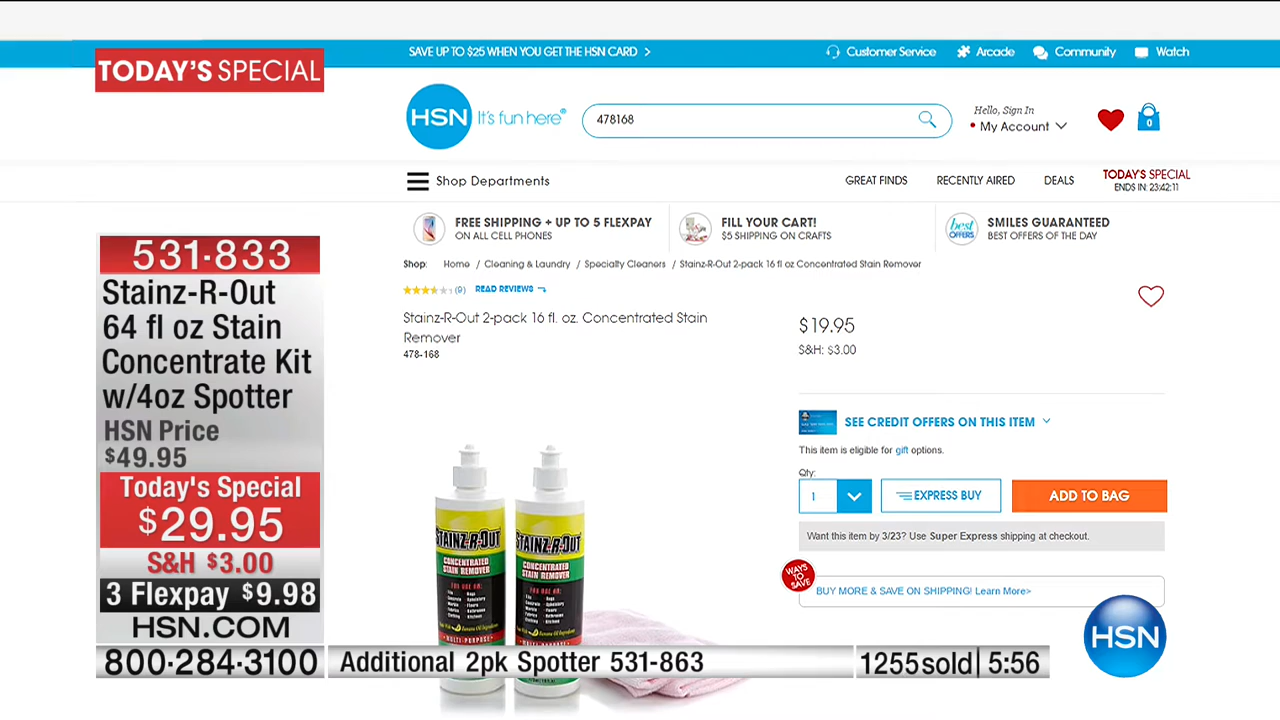 TODAY'S SPECIAL
SAVE UP TO $25 WHEN YOU GET THE HSN CARD >
Customer Service
Arcade
Community
Watch
HSN It's fun here®
478168
Hello, Sign In
My Account
0
Shop Departments
GREAT FINDS
RECENTLY AIRED
DEALS
TODAY'S SPECIAL
ENDS IN: 23:42:11
FREE SHIPPING + UP TO 5 FLEXPAY
ON ALL CELL PHONES
FILL YOUR CART!
$5 SHIPPING ON CRAFTS
best
OFFERS
SMILES GUARANTEED
BEST OFFERS OF THE DAY
Shop: Home / Cleaning & Laundry / Specialty Cleaners / Stainz-R-Out 2-pack 16 fl oz Concentrated Stain Remover
(9) READ REVIEWS
Stainz-R-Out 2-pack 16 fl. oz. Concentrated Stain
Remover
478-168
$19.95
S&H: $3.00
SEE CREDIT OFFERS ON THIS ITEM
This item is eligible for gift options.
Qty:
1
EXPRESS BUY
ADD TO BAG
Want this item by 3/23? Use Super Express shipping at checkout.
WAYS
TO
SAVE
BUY MORE & SAVE ON SHIPPING! Learn More>
531-833
Stainz-R-Out
64 fl oz Stain
Concentrate Kit
w/4oz Spotter
HSN Price
$49.95
Today's Special
$29.95
S&H $3.00
3 Flexpay $9.98
HSN.COM
800-284-3100
STAINZ-R-OUT
CONCENTRATED
STAIN REMOVER
FOR USE ON:
MULTI-PURPOSE
STAINZ-R-OUT
CONCENTRATED
STAIN REMOVER
FOR USE ON:
MULTI-PURPOSE
Additional 2pk Spotter 531-863
1255sold
5:56
HSN